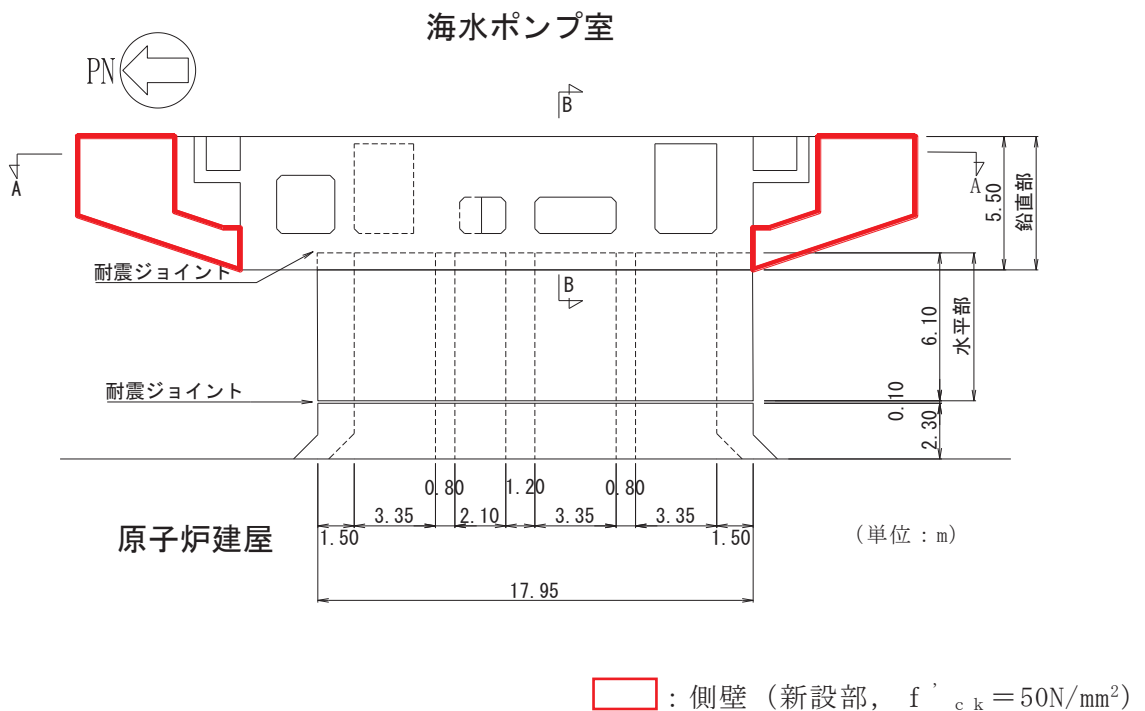 海水ポンプ室
PN
B
A
A
5.50
鉛直部
耐震ジョイント
B
6.10
水平部
耐震ジョイント
0.10
2.30
0.80
1.20
0.80
3.35
2.10
3.35
3.35
原子炉建屋
1.50
1.50
(単位:m)
17.95
:側壁(新設部, f'ck=50N/mm²)